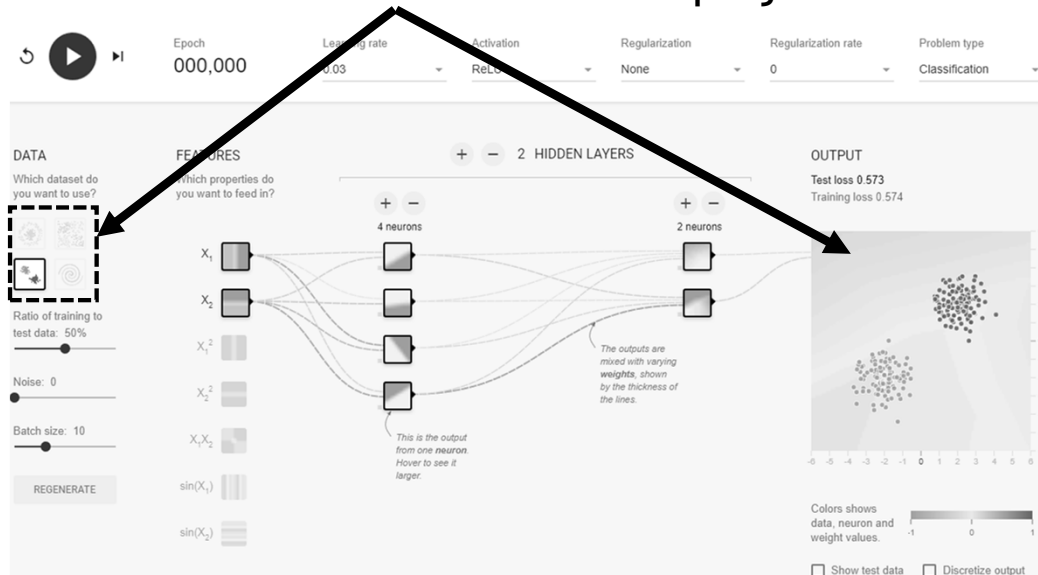 Epoch
000,000
Learning rate
0.03
Activation
ReLU
Regularization
None
Regularization rate
0
Problem type
Classification
DATA
Which dataset do
you want to use?
Ratio of training to
test data: 50%
Noise: 0
Batch size: 10
REGENERATE
FEATURES
Which properties do
you want to feed in?
X₁
X₂
X₁²
X₂²
X₁X₂
sin(X₁)
sin(X₂)
+ − 2 HIDDEN LAYERS
+ −
4 neurons
+ −
2 neurons
This is the output
from one neuron.
Hover to see it
larger.
The outputs are
mixed with varying
weights, shown
by the thickness of
the lines.
OUTPUT
Test loss 0.573
Training loss 0.574
-6 -5 -4 -3 -2 -1 0 1 2 3 4 5 6
Colors shows
data, neuron and
weight values.
-1 0 1
Show test data
Discretize output